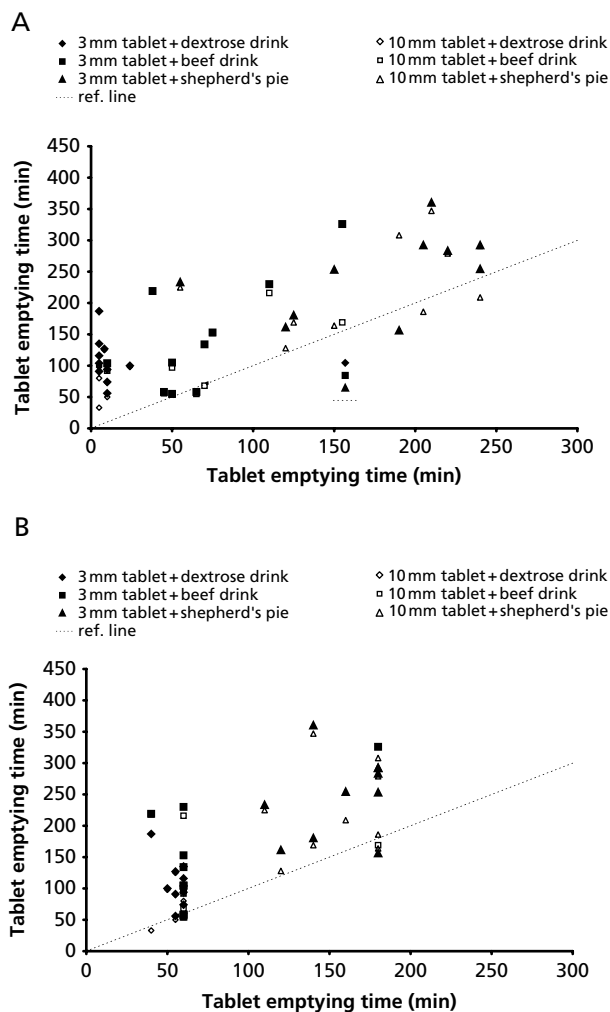 A
3 mm tablet + dextrose drink
10 mm tablet + dextrose drink
3 mm tablet + beef drink
10 mm tablet + beef drink
3 mm tablet + shepherd's pie
10 mm tablet + shepherd's pie
ref. line
Tablet emptying time (min)
450
400
350
300
250
200
150
100
50
0
0 50 100 150 200 250 300
Tablet emptying time (min)
B
3 mm tablet + dextrose drink
10 mm tablet + dextrose drink
3 mm tablet + beef drink
10 mm tablet + beef drink
3 mm tablet + shepherd's pie
10 mm tablet + shepherd's pie
ref. line
Tablet emptying time (min)
450
400
350
300
250
200
150
100
50
0
0 50 100 150 200 250 300
Tablet emptying time (min)